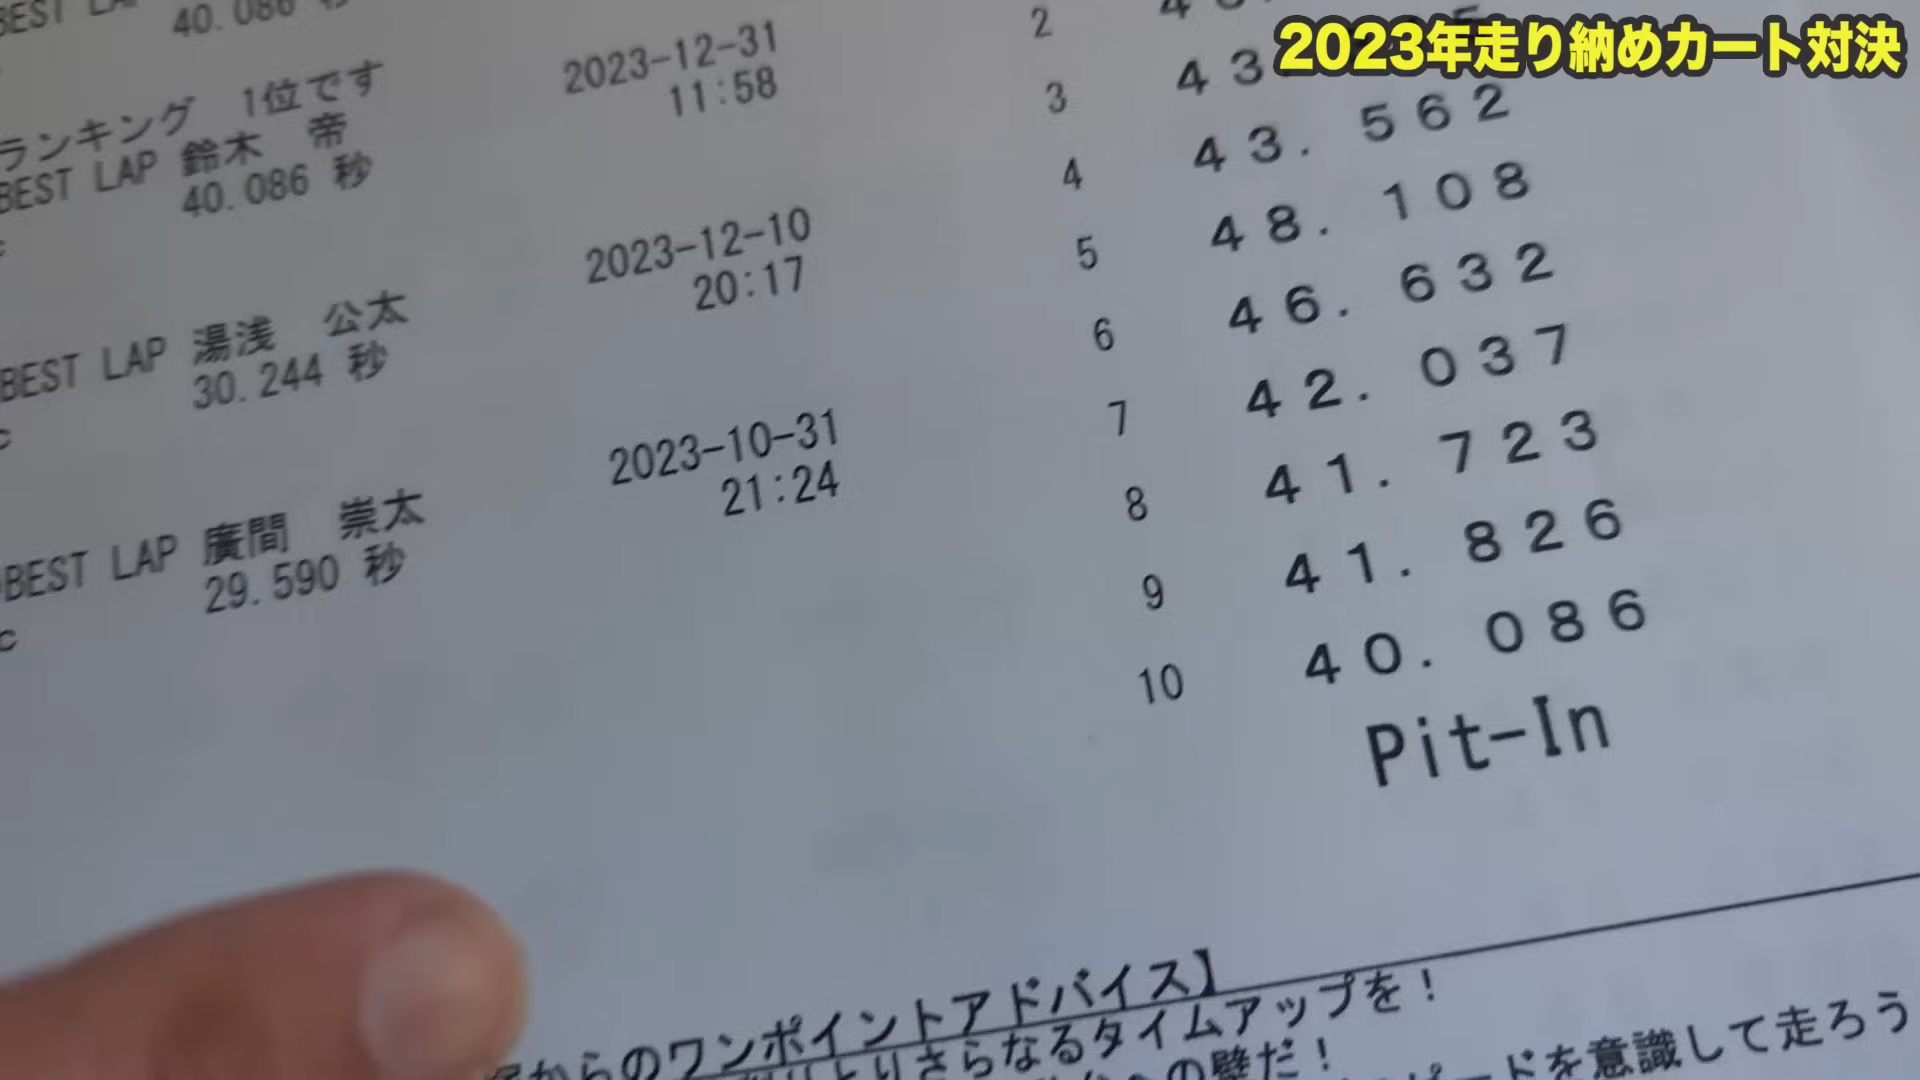 2023年走り納めカート対決
BEST
40.086
ランキング 1位です
BEST LAP 鈴木 帝
40.086 秒
2023-12-31
11:58
BEST LAP 湯浅 公太
30.244 秒
2023-12-10
20:17
BEST LAP 廣間 崇太
29.590 秒
2023-10-31
21:24
2
3 43.
4 43.562
5 48.108
6 46.632
7 42.037
8 41.723
9 41.826
10 40.086
Pit-In
からのワンポイントアドバイス】
さらなるタイムアップを!
の壁だ!
ードを意識して走ろう